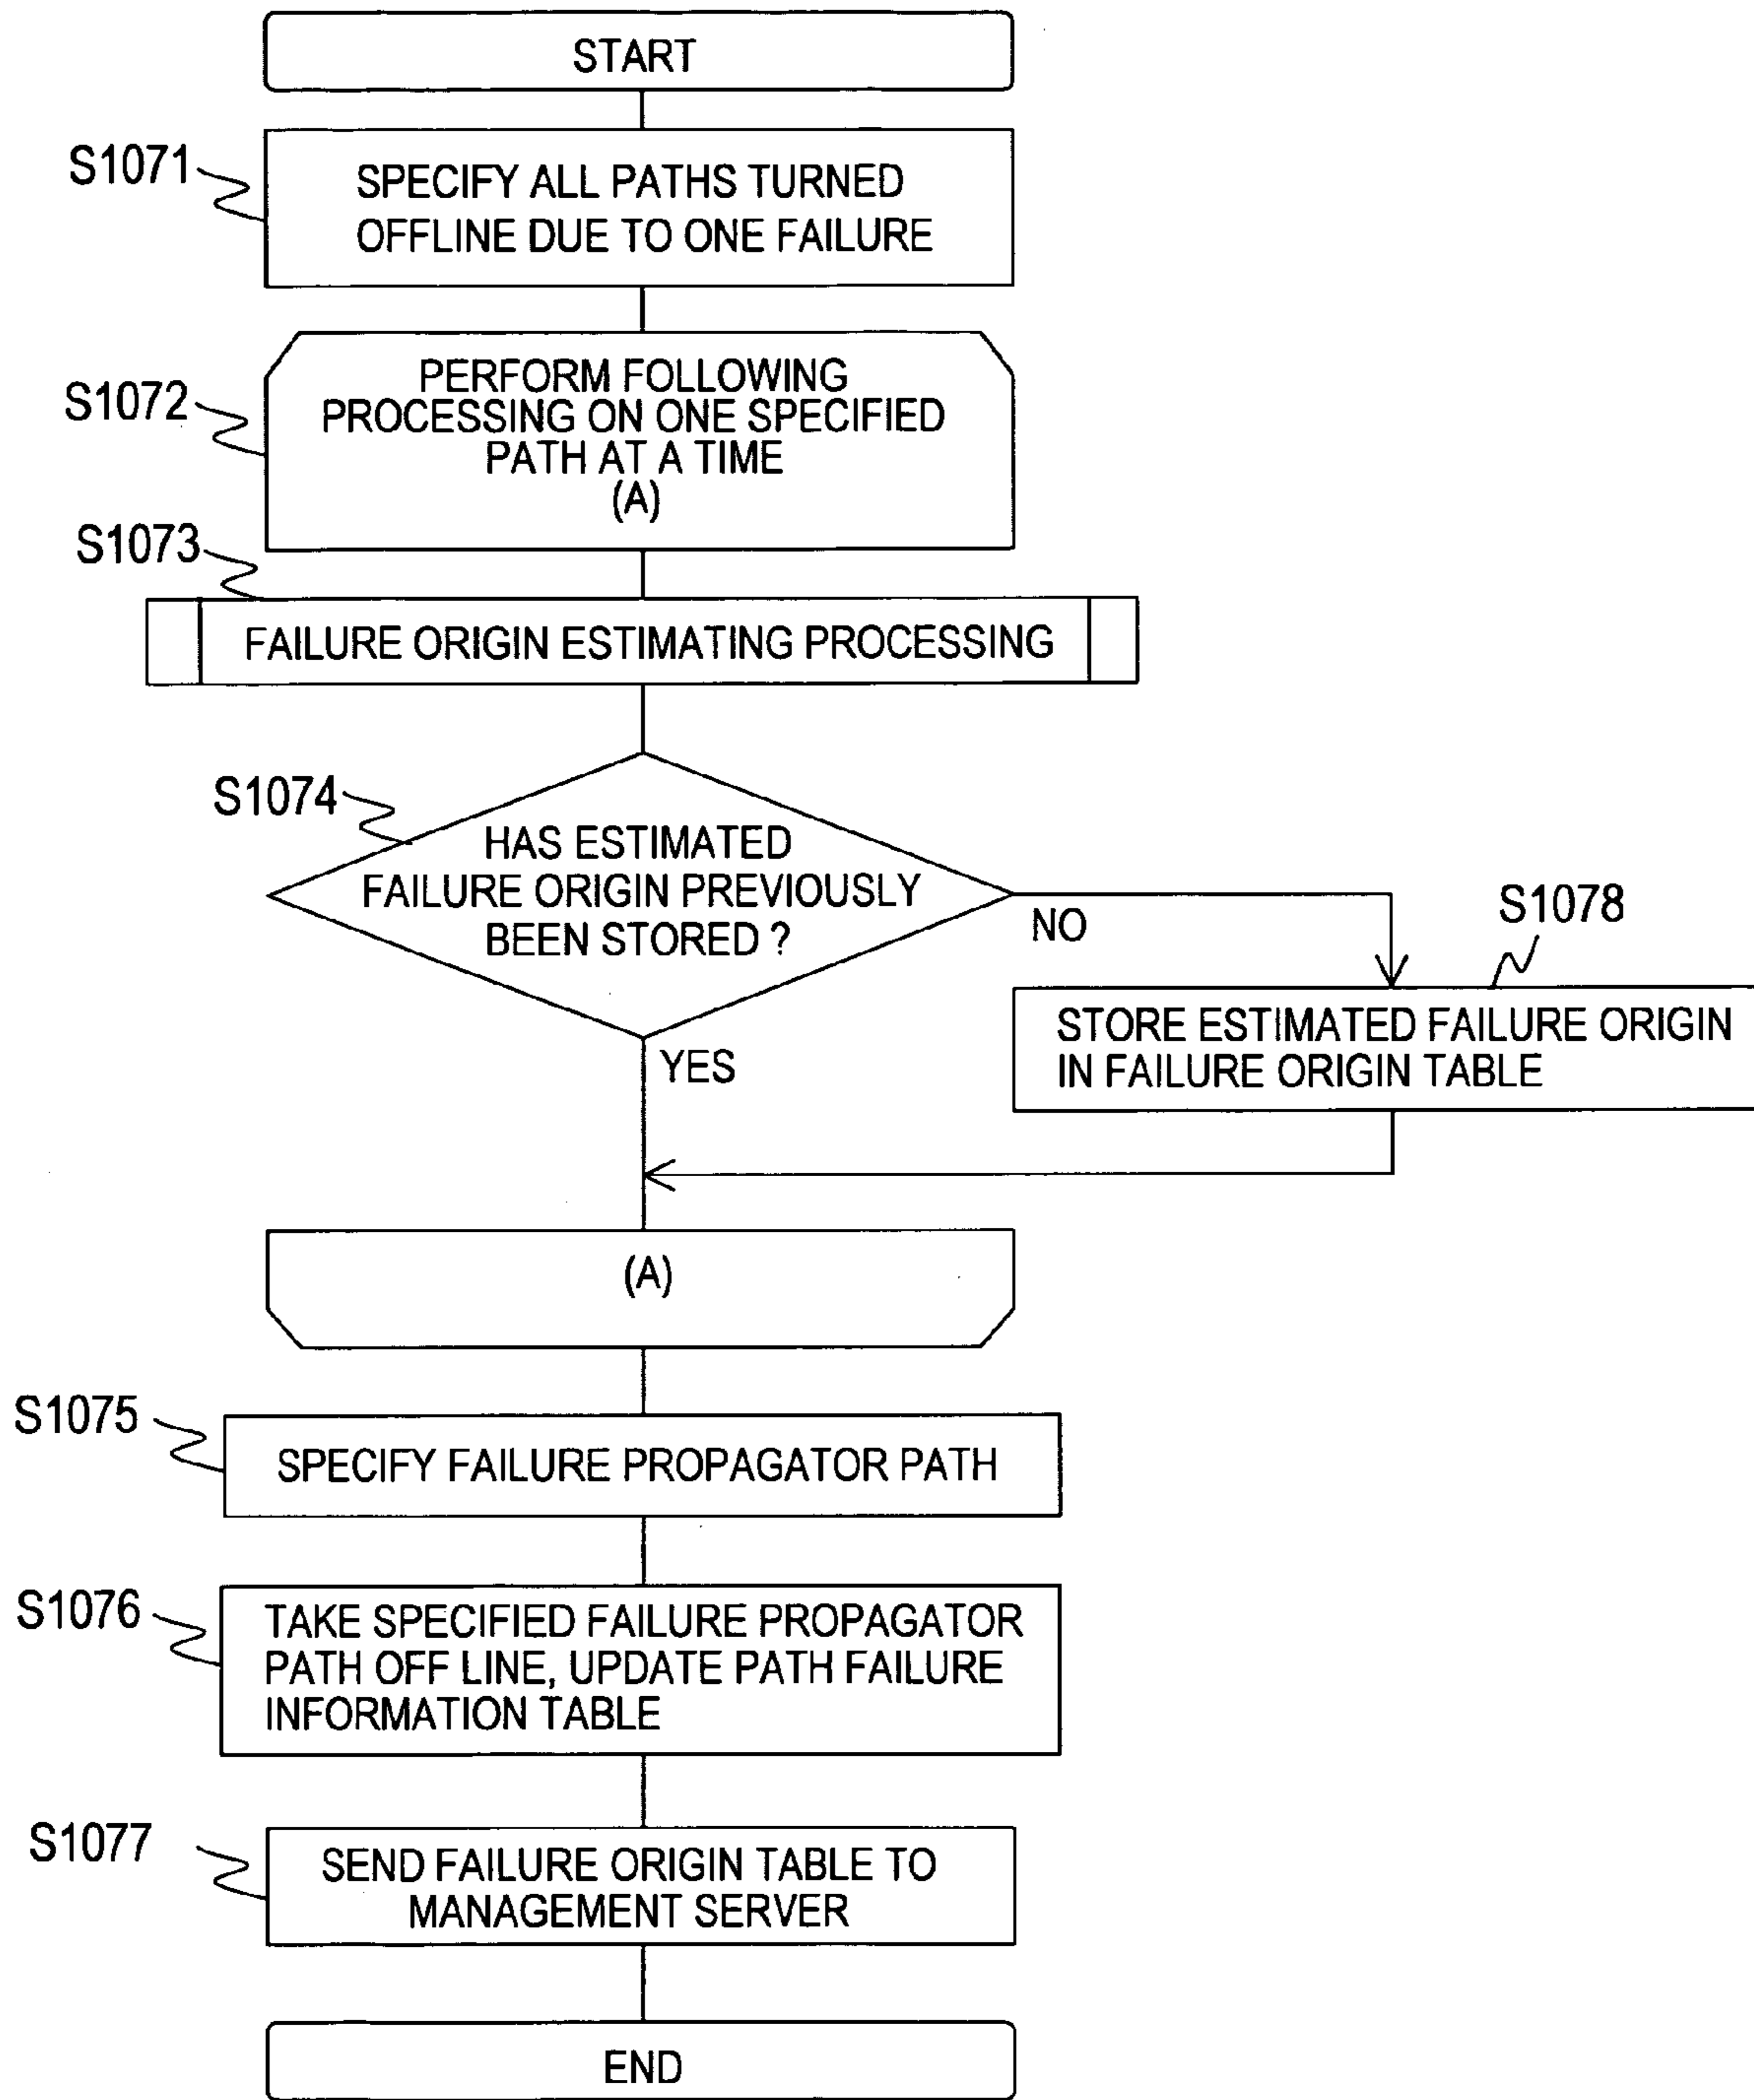 START
S1071
SPECIFY ALL PATHS TURNED
OFFLINE DUE TO ONE FAILURE
S1072
PERFORM FOLLOWING
PROCESSING ON ONE SPECIFIED
PATH AT A TIME
(A)
S1073
FAILURE ORIGIN ESTIMATING PROCESSING
S1074
HAS ESTIMATED
FAILURE ORIGIN PREVIOUSLY
BEEN STORED ?
NO
YES
S1078
STORE ESTIMATED FAILURE ORIGIN
IN FAILURE ORIGIN TABLE
(A)
S1075
SPECIFY FAILURE PROPAGATOR PATH
S1076
TAKE SPECIFIED FAILURE PROPAGATOR
PATH OFF LINE, UPDATE PATH FAILURE
INFORMATION TABLE
S1077
SEND FAILURE ORIGIN TABLE TO
MANAGEMENT SERVER
END